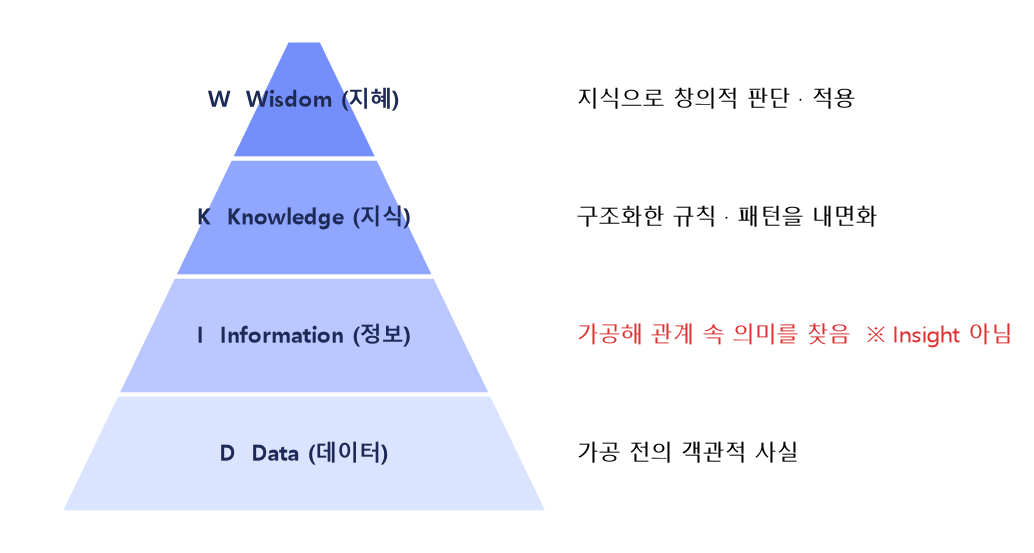 W Wisdom (지혜) 지식으로 창의적 판단 · 적용
K Knowledge (지식) 구조화한 규칙 · 패턴을 내면화
I Information (정보) 가공해 관계 속 의미를 찾음 ※ Insight 아님
D Data (데이터) 가공 전의 객관적 사실